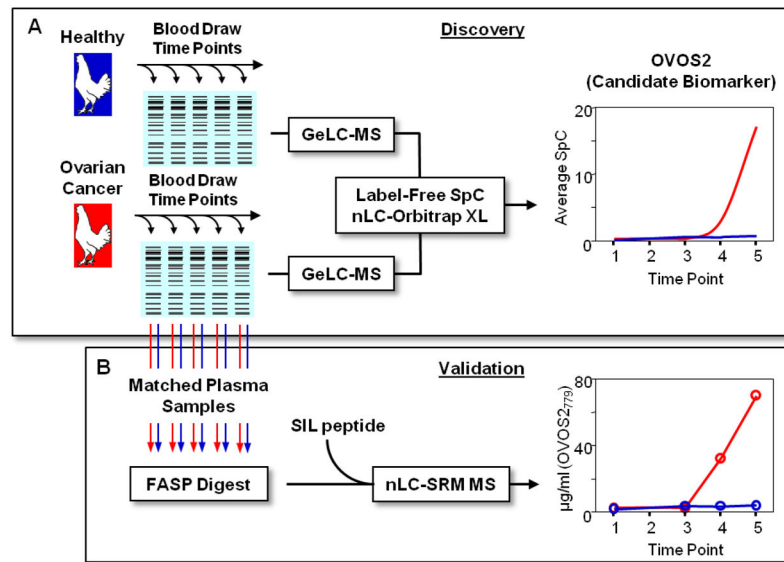 A
Healthy
Blood Draw
Time Points
Discovery
GeLC-MS
Ovarian
Cancer
Blood Draw
Time Points
GeLC-MS
Label-Free SpC
nLC-Orbitrap XL
OVOS2
(Candidate Biomarker)
Average SpC
20
10
0
1 2 3 4 5
Time Point
B
Validation
Matched Plasma
Samples
SIL peptide
FASP Digest
nLC-SRM MS
µg/ml (OVOS2₇₇₉)
80
40
0
1 2 3 4 5
Time Point